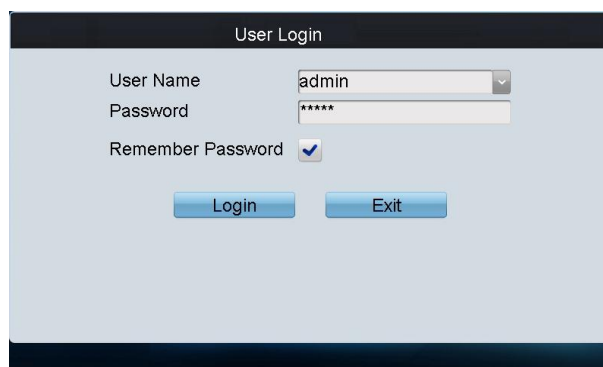 User Login
User Name admin
Password *****
Remember Password
Login Exit